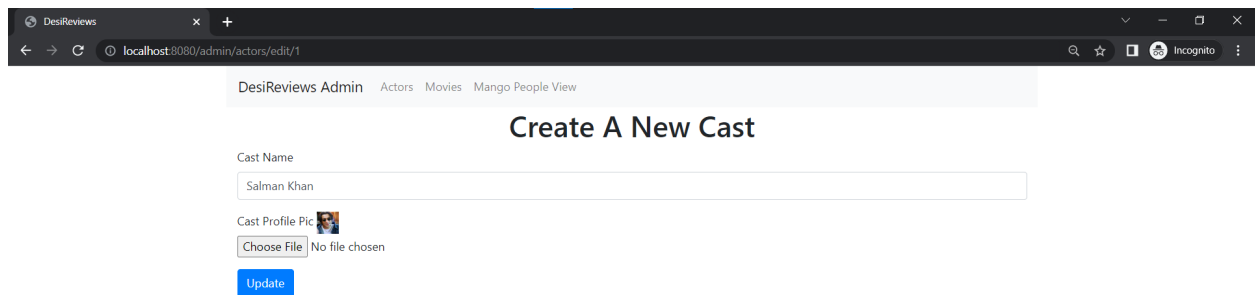 DesiReviews
localhost:8080/admin/actors/edit/1
Incognito
DesiReviews Admin Actors Movies Mango People View
Create A New Cast
Cast Name
Salman Khan
Cast Profile Pic
Choose File No file chosen
Update